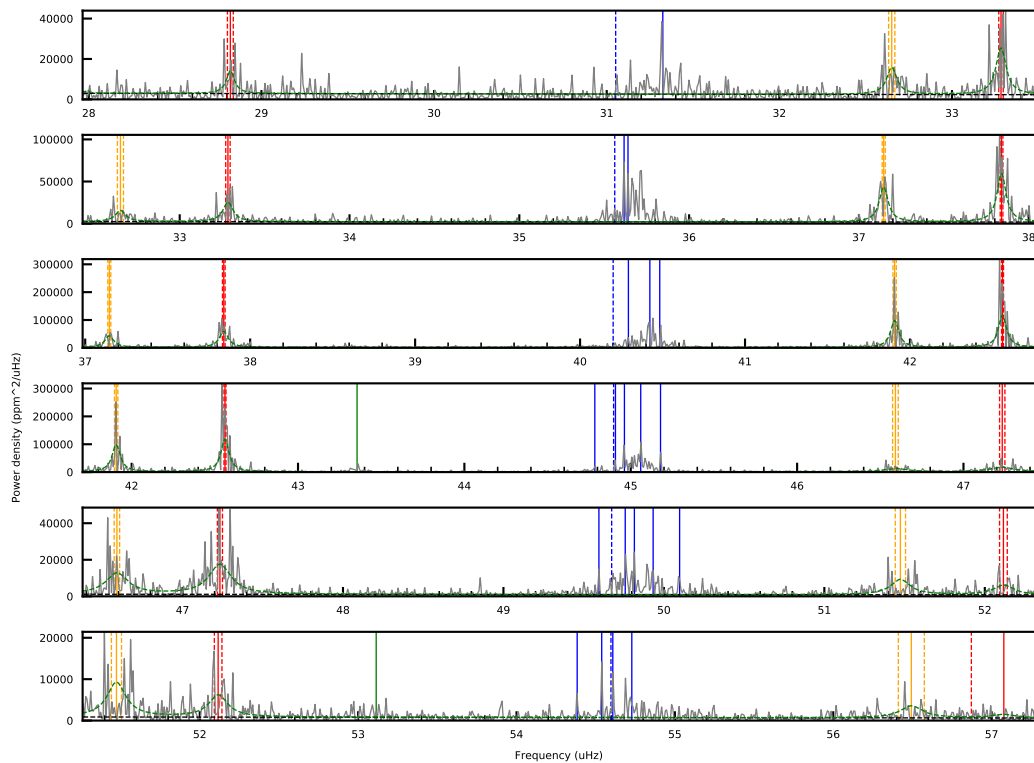 40000
20000
0
28 29 30 31 32 33
100000
50000
0
33 34 35 36 37 38
300000
200000
100000
0
37 38 39 40 41 42
Power density (ppm^2/uHz)
300000
200000
100000
0
42 43 44 45 46 47
40000
20000
0
47 48 49 50 51 52
20000
10000
0
52 53 54 55 56 57
Frequency (uHz)